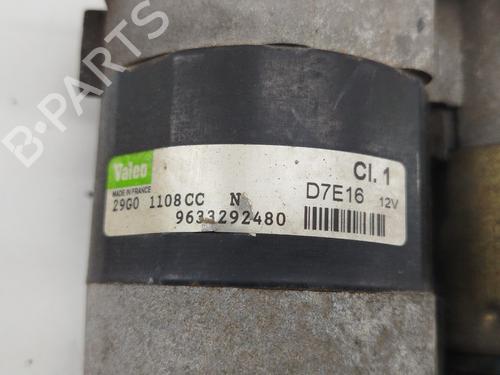 B-PARTS
Valeo
Cl. 1
MADE IN FRANCE
D7E16 12V
29G0 1108CC N
9633292480